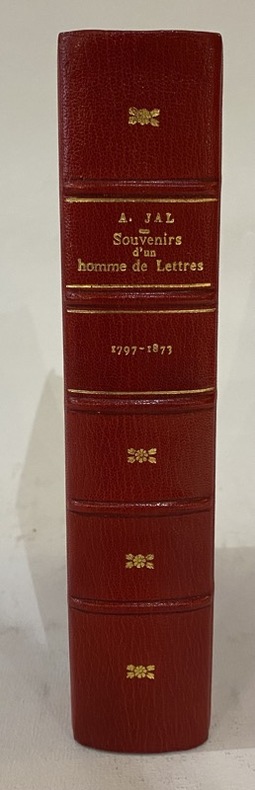 A. JAL
Souvenirs
d'un
homme de Lettres
1797-1873